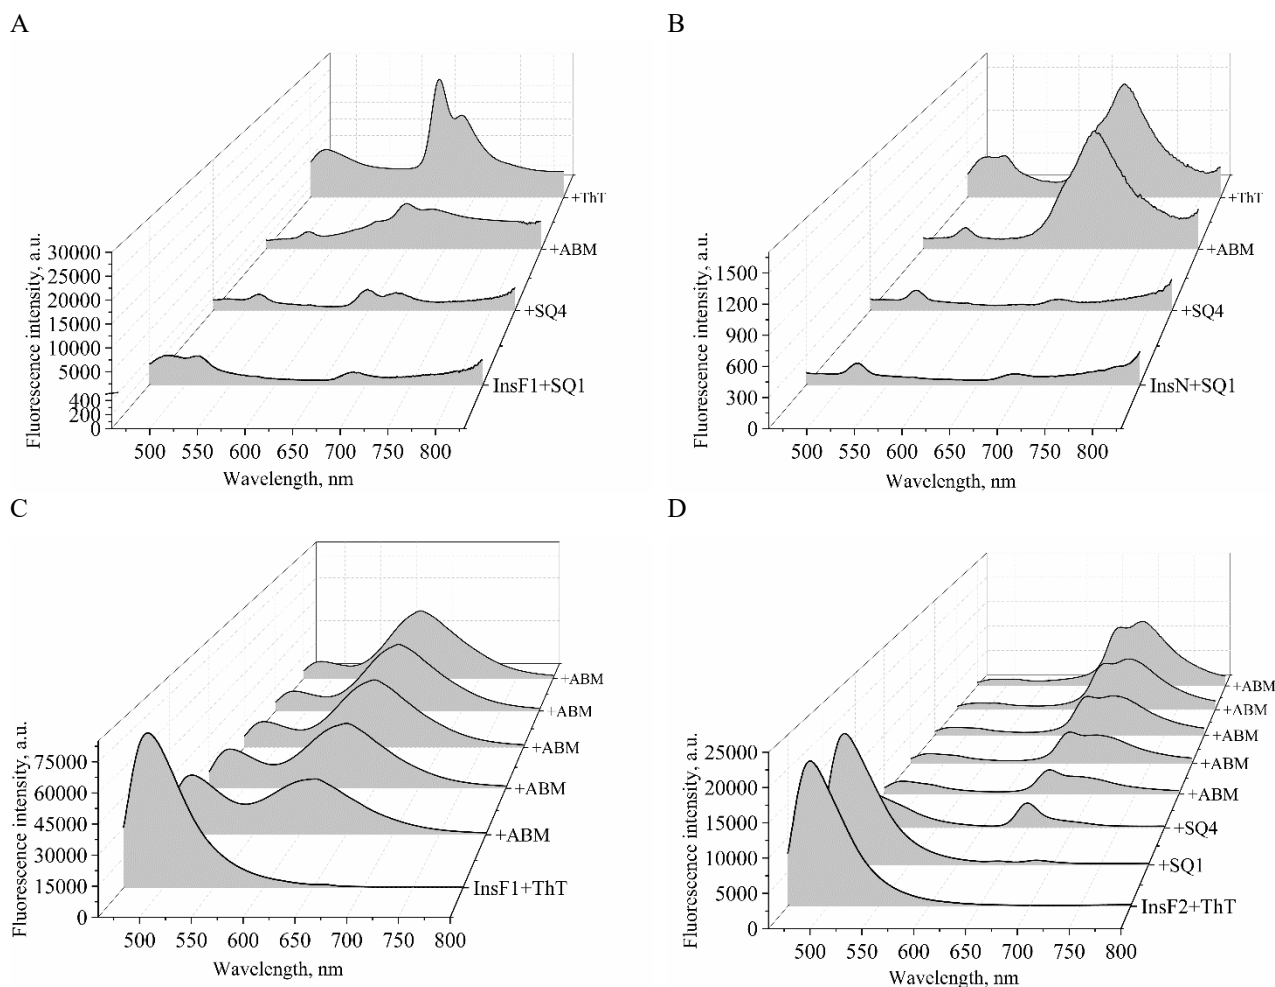 A
Fluorescence intensity, a.u.
30000
25000
20000
15000
10000
5000
400
200
0
500 550 600 650 700 750 800
Wavelength, nm
+ThT
+ABM
+SQ4
InsF1+SQ1
B
Fluorescence intensity, a.u.
1500
1200
900
600
300
0
500 550 600 650 700 750 800
Wavelength, nm
+ThT
+ABM
+SQ4
InsN+SQ1
C
Fluorescence intensity, a.u.
75000
60000
45000
30000
15000
0
500 550 600 650 700 750 800
Wavelength, nm
+ABM
+ABM
+ABM
+ABM
+ABM
InsF1+ThT
D
Fluorescence intensity, a.u.
25000
20000
15000
10000
5000
0
500 550 600 650 700 750 800
Wavelength, nm
+ABM
+ABM
+ABM
+ABM
+ABM
+SQ4
+SQ1
InsF2+ThT